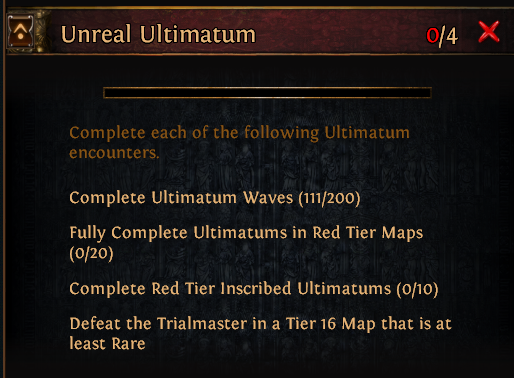 Unreal Ultimatum 0/4
Complete each of the following Ultimatum
encounters.
Complete Ultimatum Waves (111/200)
Fully Complete Ultimatums in Red Tier Maps
(0/20)
Complete Red Tier Inscribed Ultimatums (0/10)
Defeat the Trialmaster in a Tier 16 Map that is at
least Rare